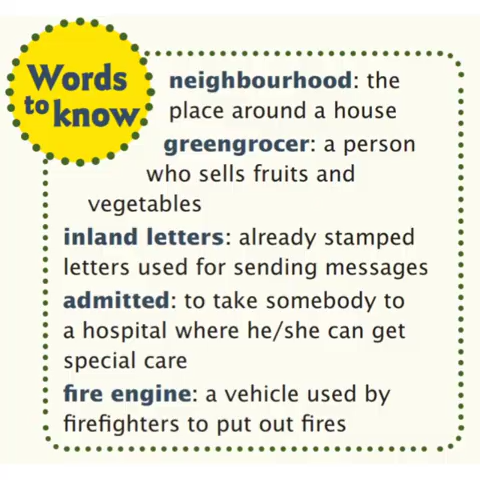 Words
to know
neighbourhood: the
place around a house
greengrocer: a person
who sells fruits and
vegetables
inland letters: already stamped
letters used for sending messages
admitted: to take somebody to
a hospital where he/she can get
special care
fire engine: a vehicle used by
firefighters to put out fires